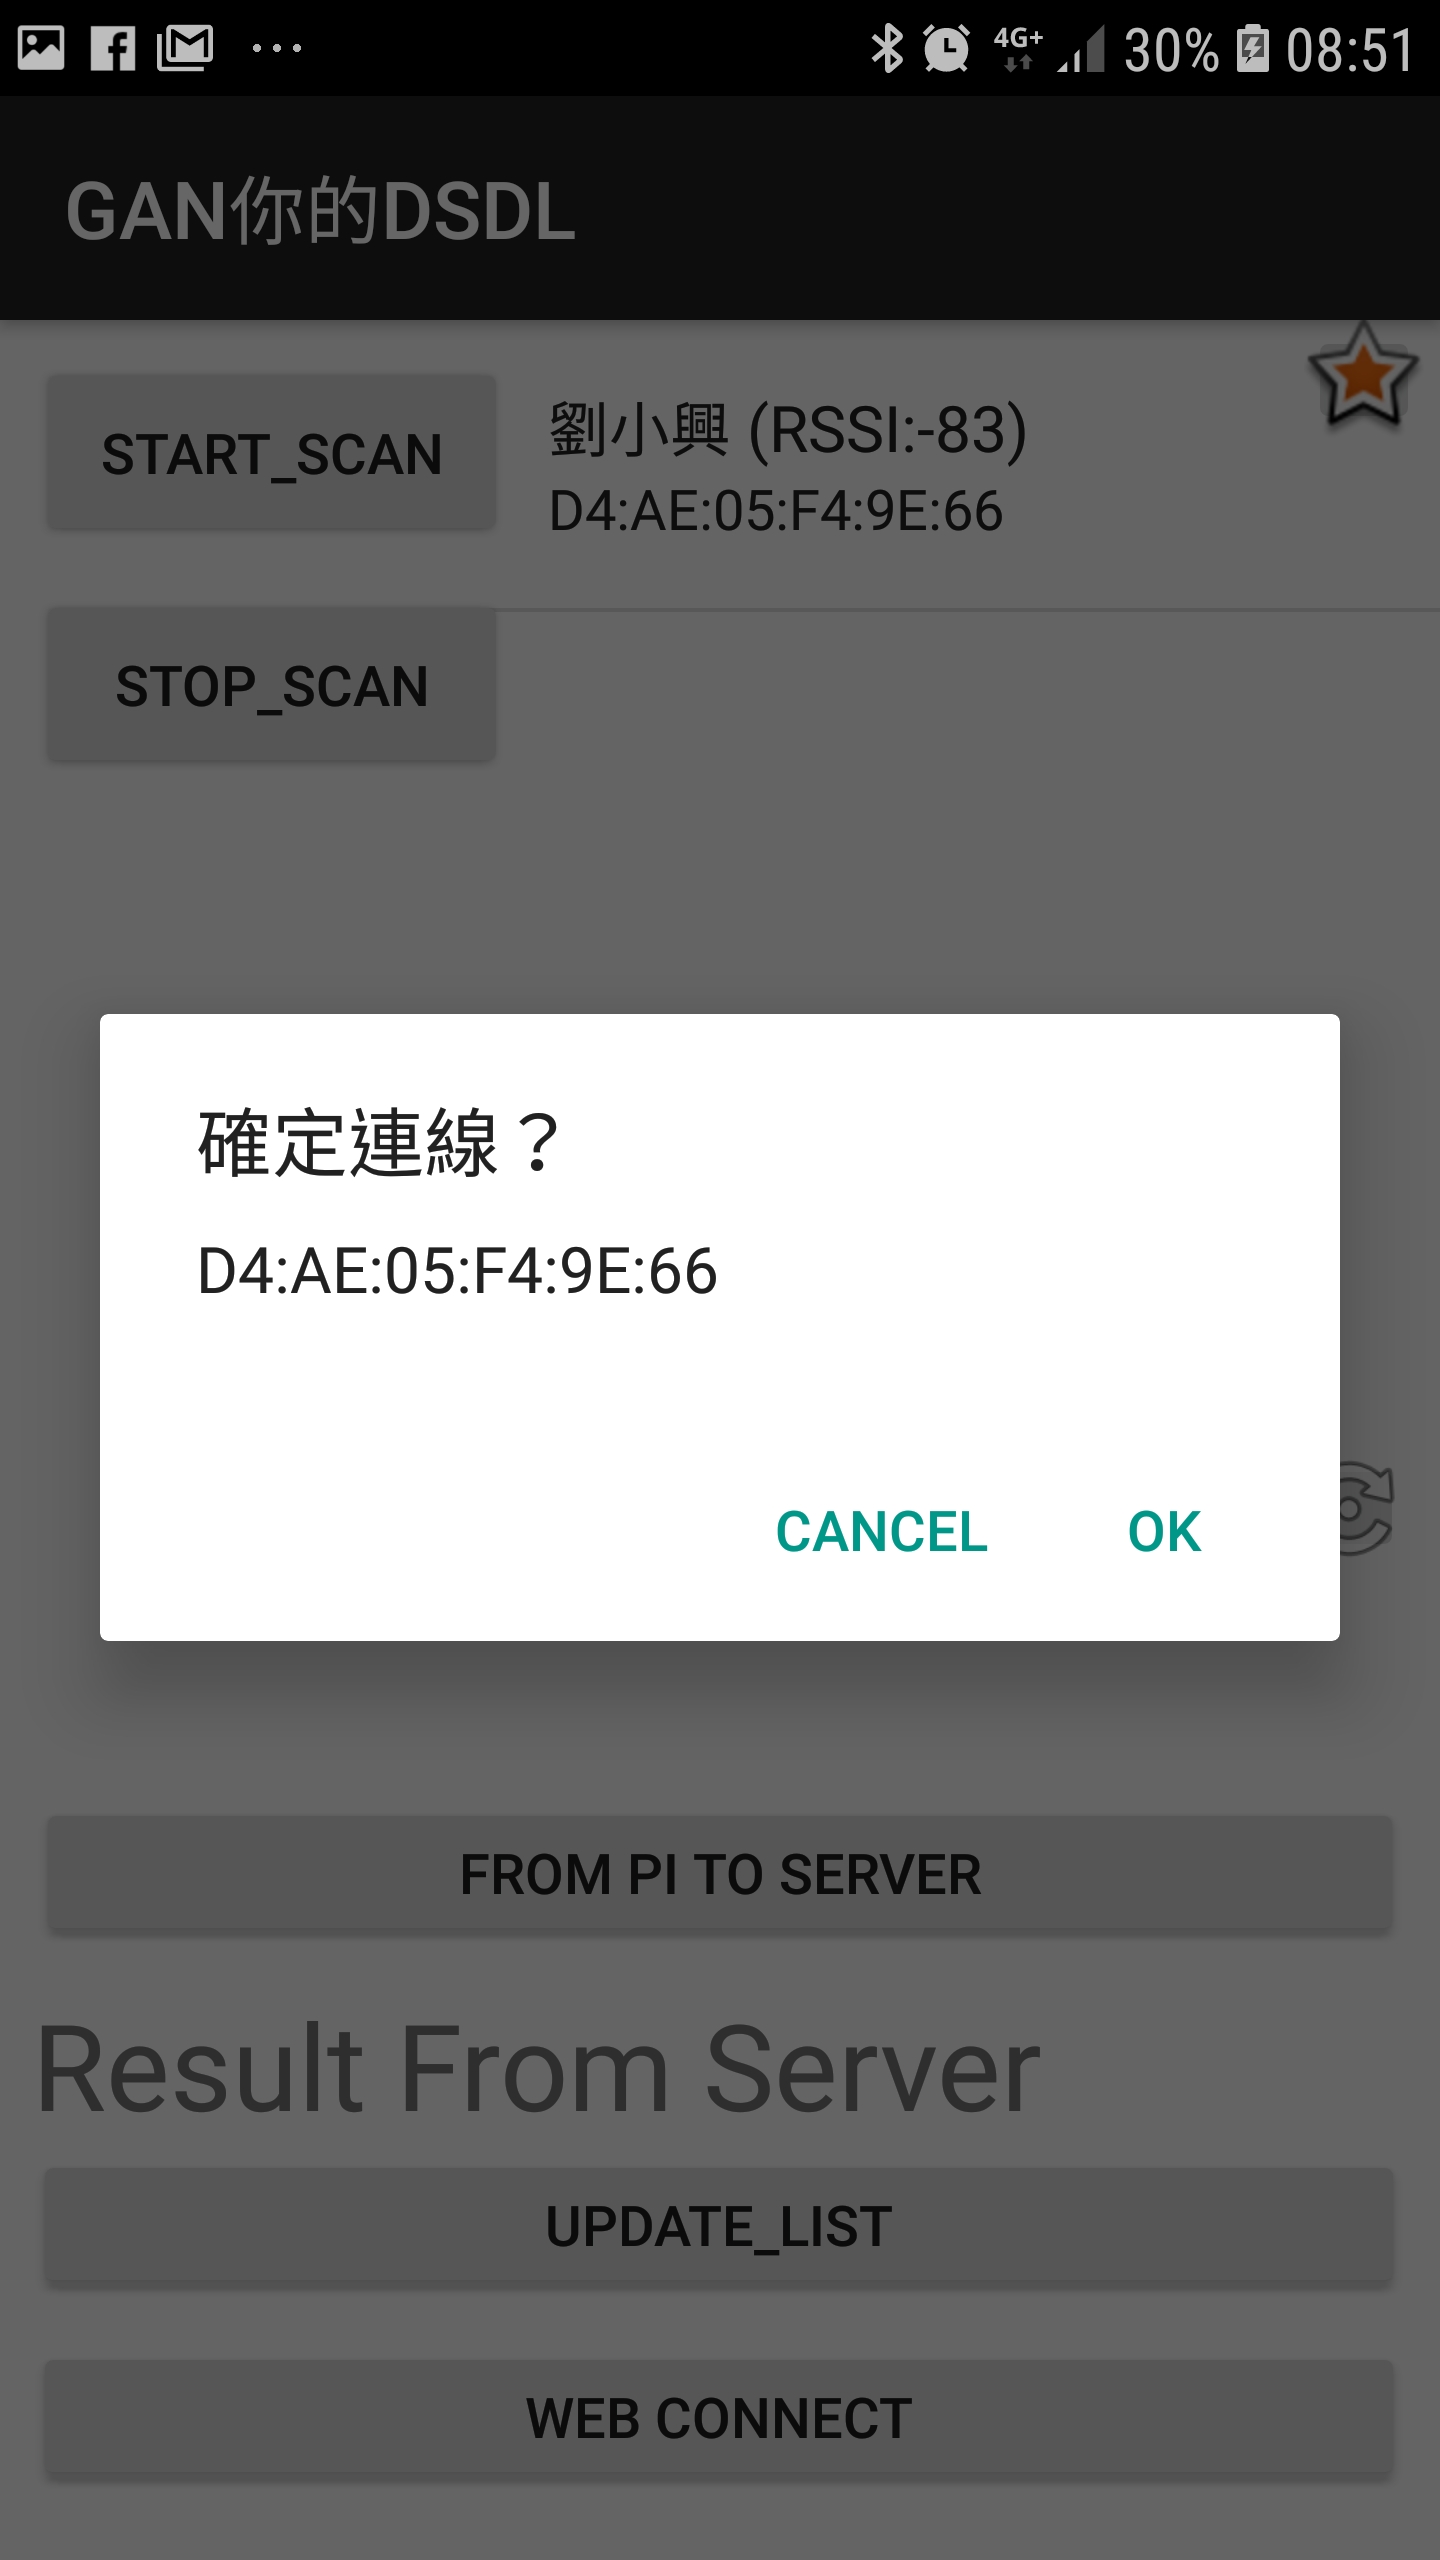 4G+ 30% 08:51
GAN你的DSDL
START_SCAN
劉小興 (RSSI:-83)
D4:AE:05:F4:9E:66
STOP_SCAN
確定連線？
D4:AE:05:F4:9E:66
CANCEL OK
FROM PI TO SERVER
Result From Server
UPDATE_LIST
WEB CONNECT